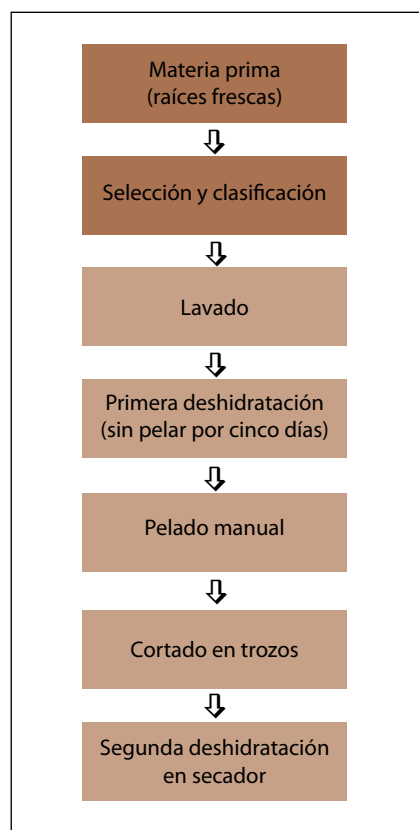 Materia prima
(raíces frescas)
Selección y clasificación
Lavado
Primera deshidratación
(sin pelar por cinco días)
Pelado manual
Cortado en trozos
Segunda deshidratación
en secador